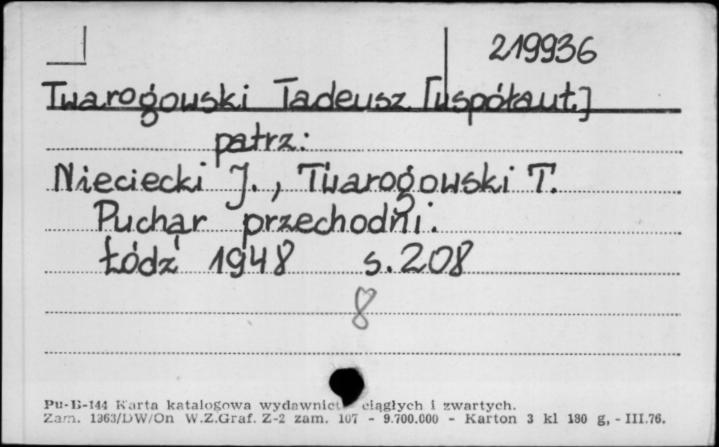 219936
Twarogowski Tadeusz [współaut.]
patrz:
Nieciecki J., Twarogowski T.
Puchar przechodni.
Łódź 1948 s. 208
8
Pu-B-144 Karta katalogowa wydawnict ciągłych i zwartych.
Zam. 1363/DW/On W.Z.Graf. Z-2 zam. 107 - 9.700.000 - Karton 3 kl 180 g, - III.76.